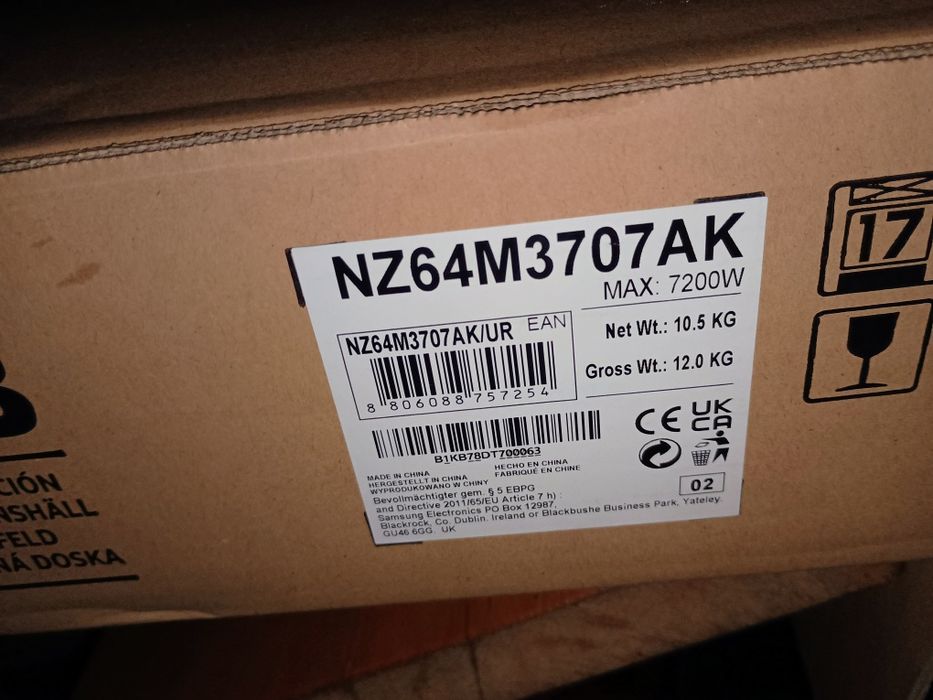 NZ64M3707AK
MAX: 7200W
NZ64M3707AK/UR EAN
8 806088 757254
Net Wt.: 10.5 KG
Gross Wt.: 12.0 KG
B1KB78DT700063
CE UK CA
MADE IN CHINA HECHO EN CHINA
HERGESTELLT IN CHINA FABRIQUÉ EN CHINE
WYPRODUKOWANO W CHINY
02
Bevollmächtigter gem. § 5 EBPG
and Directive 2011/65/EU Article 7 h) :
Samsung Electronics PO Box 12987,
Blackrock, Co. Dublin. Ireland or Blackbushe Business Park, Yateley.
GU46 6GG. UK
17
CIÓN
NSHÄLL
FELD
NÁ DOSKA